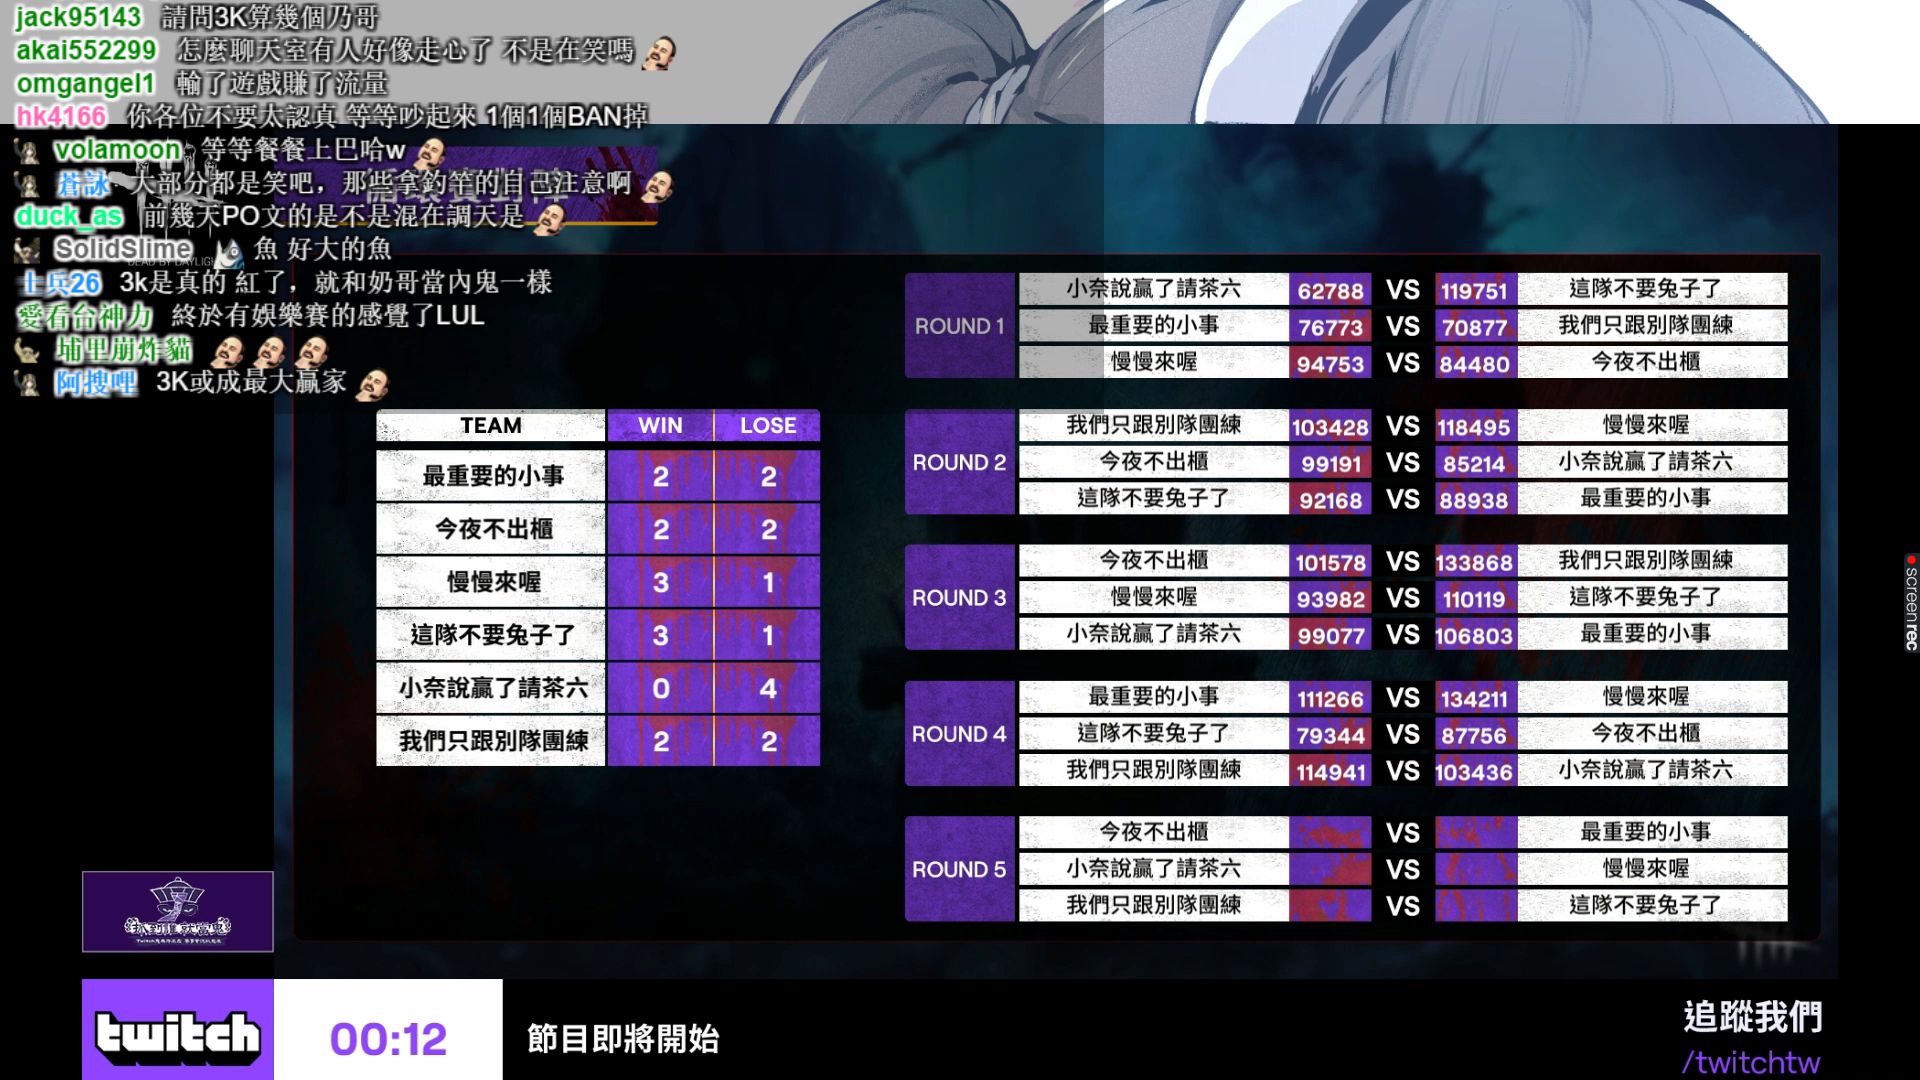 jack95143 請問3K算幾個乃哥
akai552299 怎麼聊天室有人好像走心了 不是在笑嗎
omgangel1 輸了遊戲賺了流量
hk4166 你各位不要太認真 等等吵起來 1個1個BAN掉
volamoon 等等餐餐上巴哈w
蒼詠 大部分都是笑吧，那些拿釣竿的自己注意啊
duck_as 前幾天PO文的是不是混在調天是
SolidSlime 魚 好大的魚
DEAD BY DAYLIGH
士兵26 3k是真的 紅了，就和奶哥當內鬼一樣
愛看台神力 終於有娛樂賽的感覺了LUL
埔里崩炸貓
阿搜哩 3K或成最大贏家
TEAM WIN LOSE
最重要的小事 2 2
今夜不出櫃 2 2
慢慢來喔 3 1
這隊不要兔子了 3 1
小奈說贏了請茶六 0 4
我們只跟別隊團練 2 2
ROUND 1
小奈說贏了請茶六 62788 VS 119751 這隊不要兔子了
最重要的小事 76773 VS 70877 我們只跟別隊團練
慢慢來喔 94753 VS 84480 今夜不出櫃
ROUND 2
我們只跟別隊團練 103428 VS 118495 慢慢來喔
今夜不出櫃 99191 VS 85214 小奈說贏了請茶六
這隊不要兔子了 92168 VS 88938 最重要的小事
ROUND 3
今夜不出櫃 101578 VS 133868 我們只跟別隊團練
慢慢來喔 93982 VS 110119 這隊不要兔子了
小奈說贏了請茶六 99077 VS 106803 最重要的小事
ROUND 4
最重要的小事 111266 VS 134211 慢慢來喔
這隊不要兔子了 79344 VS 87756 今夜不出櫃
我們只跟別隊團練 114941 VS 103436 小奈說贏了請茶六
ROUND 5
今夜不出櫃 VS 最重要的小事
小奈說贏了請茶六 VS 慢慢來喔
我們只跟別隊團練 VS 這隊不要兔子了
twitch
00:12
節目即將開始
追蹤我們
/twitchtw
screenrec